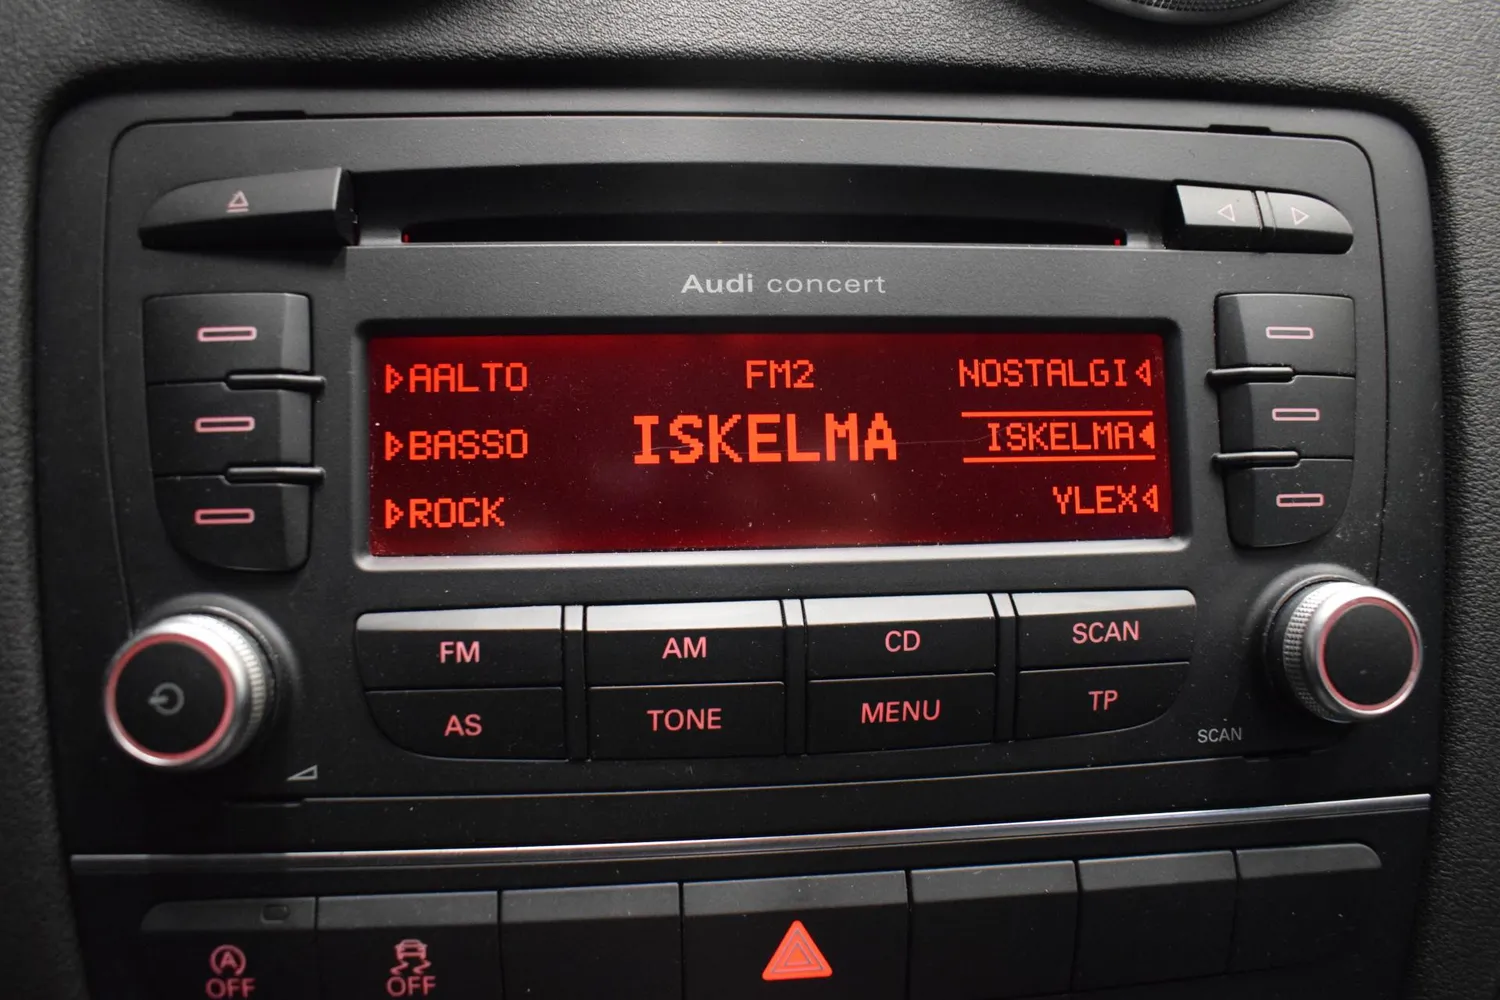 Audi concert
AALTO FM2 NOSTALGI
BASSO ISKELMA ISKELMA
ROCK YLEX
FM AM CD SCAN
AS TONE MENU TP
SCAN
A
OFF OFF